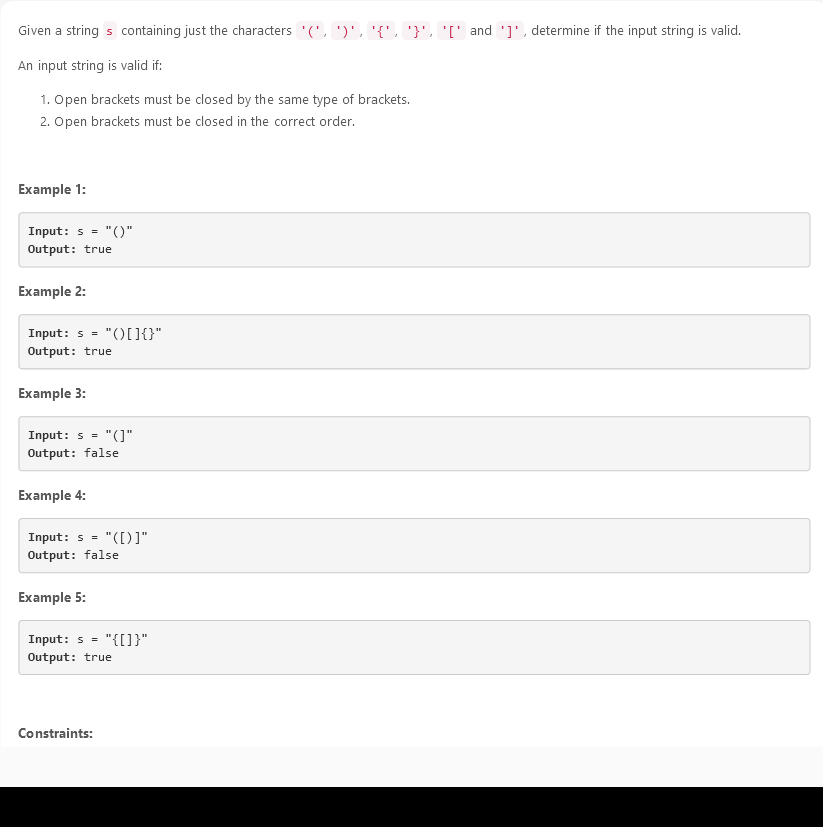 Given a string s containing just the characters '(', ')', '{', '}', '[' and ']', determine if the input string is valid.
An input string is valid if:
1. Open brackets must be closed by the same type of brackets.
2. Open brackets must be closed in the correct order.
Example 1:
Input: s = "()"
Output: true
Example 2:
Input: s = "()[]{}"
Output: true
Example 3:
Input: s = "(]"
Output: false
Example 4:
Input: s = "([)]"
Output: false
Example 5:
Input: s = "{[]}"
Output: true
Constraints: